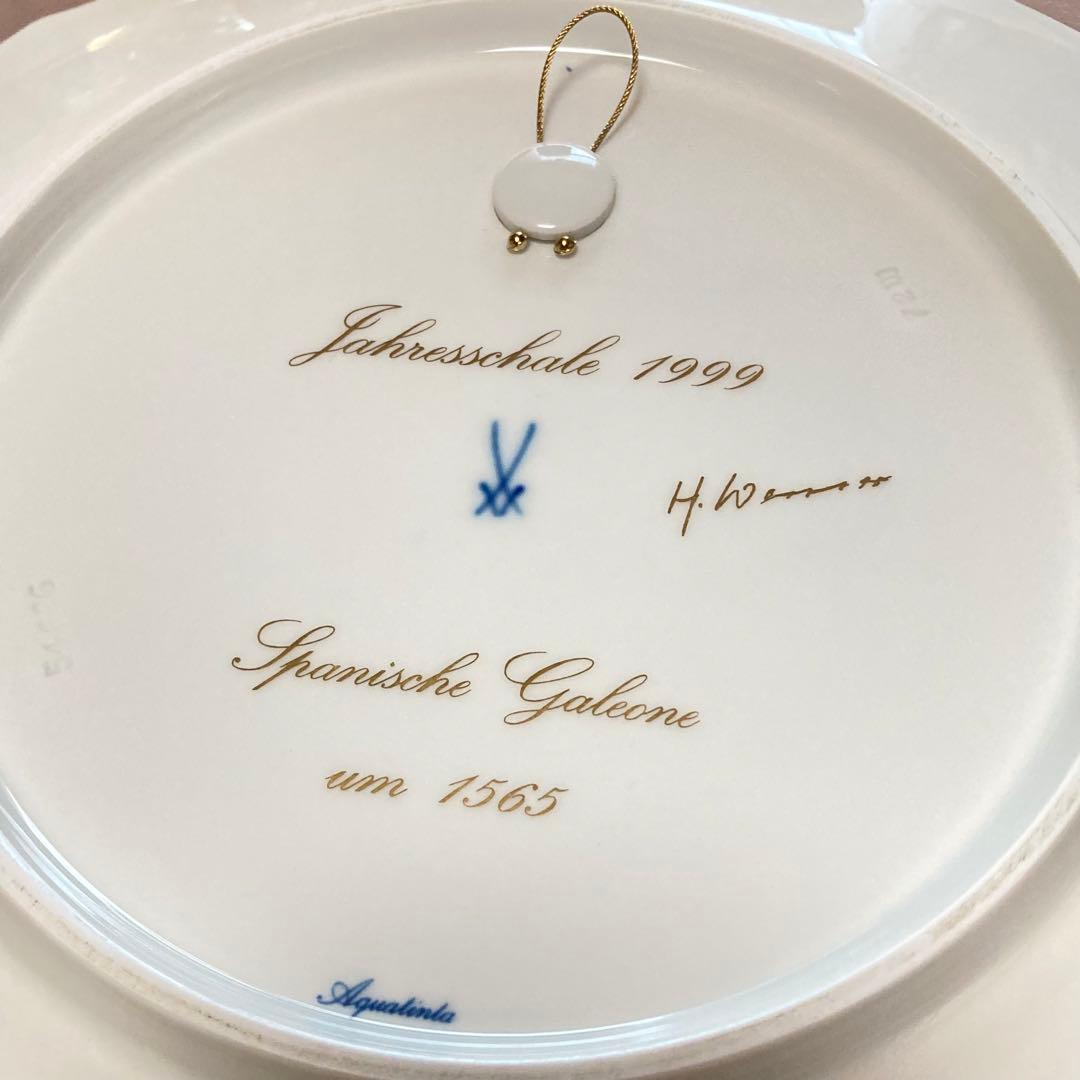 Jahresschale 1999
H. Werner
Spanische Galeone
um 1565
Aquatinta